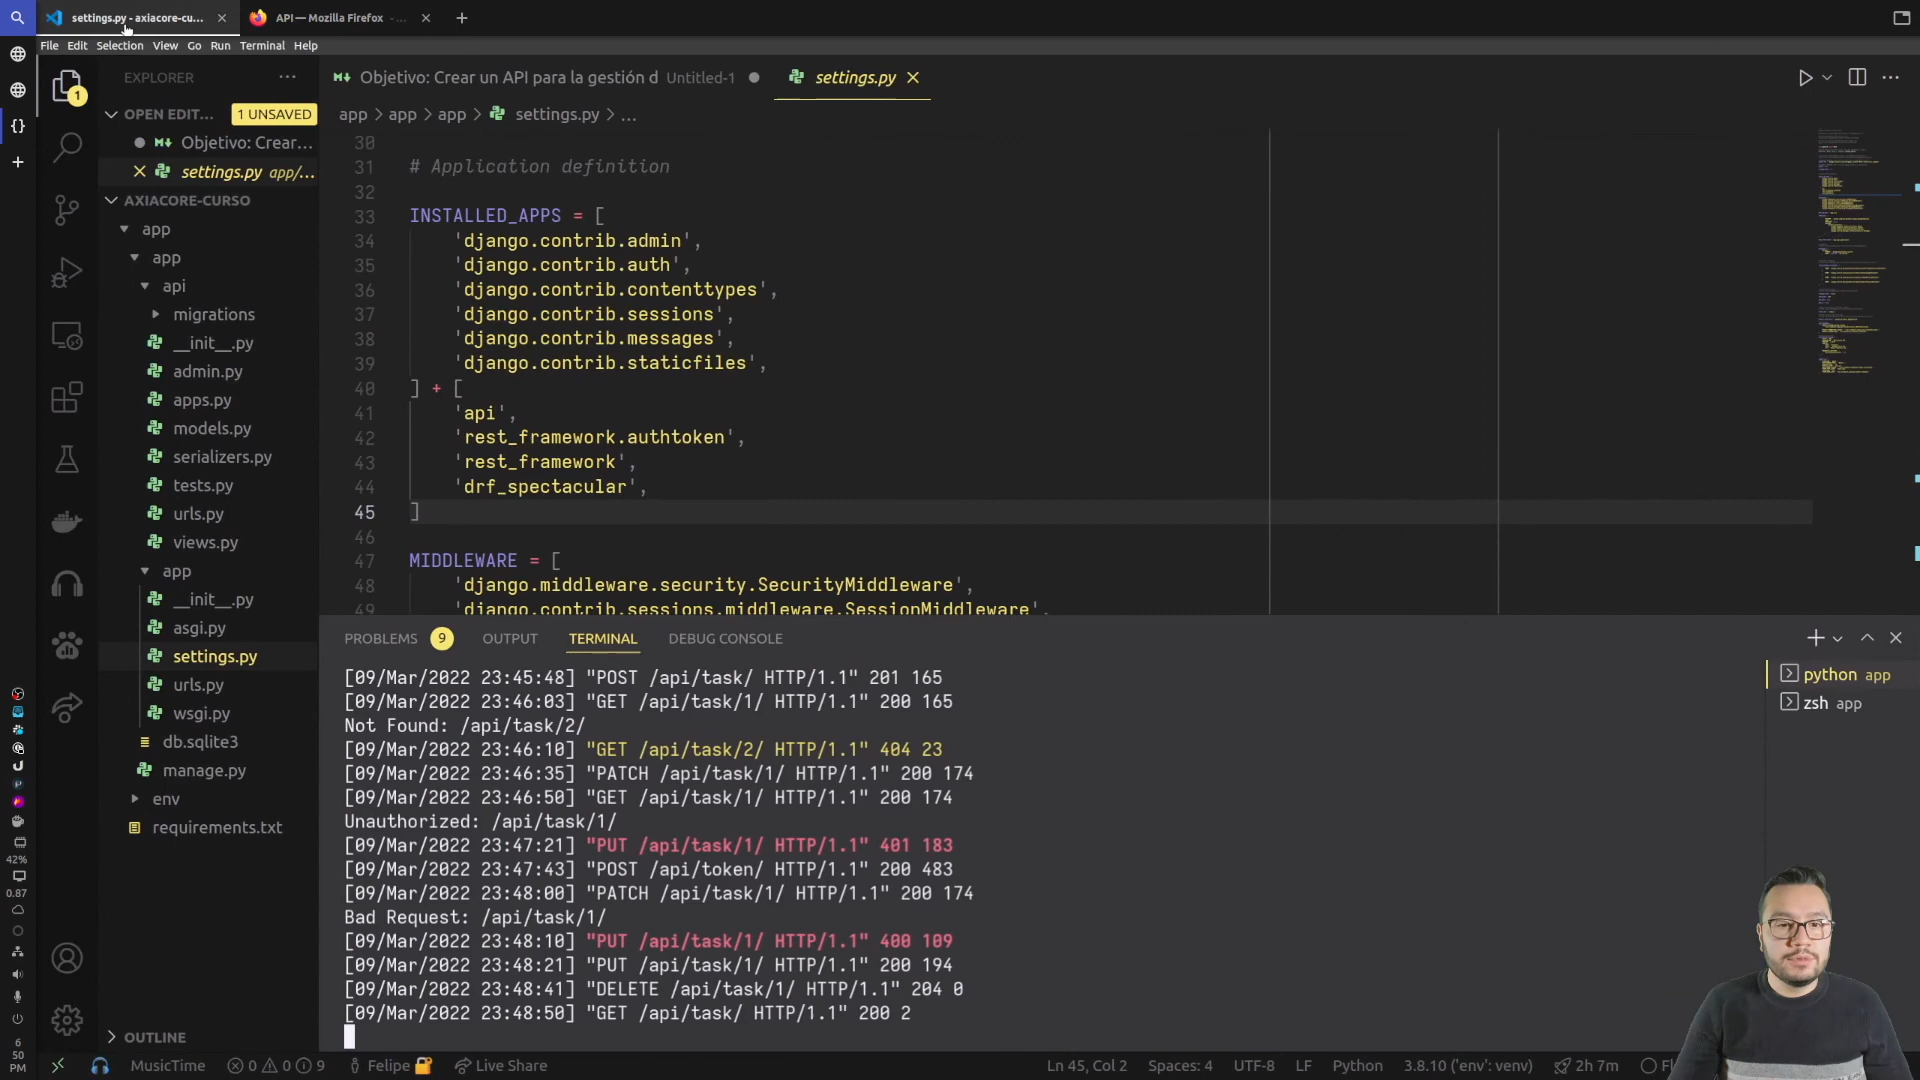 settings.py - axiacore-cu...
API — Mozilla Firefox
File Edit Selection View Go Run Terminal Help
EXPLORER
Objetivo: Crear un API para la gestión d Untitled-1
settings.py
OPEN EDIT... 1 UNSAVED
Objetivo: Crear...
settings.py app/...
AXIACORE-CURSO
app
app
api
migrations
__init__.py
admin.py
apps.py
models.py
serializers.py
tests.py
urls.py
views.py
app
__init__.py
asgi.py
settings.py
urls.py
wsgi.py
db.sqlite3
manage.py
env
requirements.txt
OUTLINE
1
42%
0.87
6
50
PM
app > app > app > settings.py > ...
30
31 # Application definition
32
33 INSTALLED_APPS = [
34 'django.contrib.admin',
35 'django.contrib.auth',
36 'django.contrib.contenttypes',
37 'django.contrib.sessions',
38 'django.contrib.messages',
39 'django.contrib.staticfiles',
40 ] + [
41 'api',
42 'rest_framework.authtoken',
43 'rest_framework',
44 'drf_spectacular',
45 ]
46
47 MIDDLEWARE = [
48 'django.middleware.security.SecurityMiddleware',
49 'django.contrib.sessions.middleware.SessionMiddleware',
PROBLEMS 9 OUTPUT TERMINAL DEBUG CONSOLE
[09/Mar/2022 23:45:48] "POST /api/task/ HTTP/1.1" 201 165
[09/Mar/2022 23:46:03] "GET /api/task/ HTTP/1.1" 200 165
Not Found: /api/task/2/
[09/Mar/2022 23:46:10] "GET /api/task/2/ HTTP/1.1" 404 23
[09/Mar/2022 23:46:35] "PATCH /api/task/1/ HTTP/1.1" 200 174
[09/Mar/2022 23:46:50] "GET /api/task/1/ HTTP/1.1" 200 174
Unauthorized: /api/task/1/
[09/Mar/2022 23:47:21] "PUT /api/task/1/ HTTP/1.1" 401 183
[09/Mar/2022 23:47:43] "POST /api/token/ HTTP/1.1" 200 483
[09/Mar/2022 23:48:00] "PATCH /api/task/1/ HTTP/1.1" 200 174
Bad Request: /api/task/1/
[09/Mar/2022 23:48:10] "PUT /api/task/1/ HTTP/1.1" 400 109
[09/Mar/2022 23:48:21] "PUT /api/task/1/ HTTP/1.1" 200 194
[09/Mar/2022 23:48:41] "DELETE /api/task/1/ HTTP/1.1" 204 0
[09/Mar/2022 23:48:50] "GET /api/task/ HTTP/1.1" 200 2
python app
zsh app
MusicTime 0 0 9 Felipe Live Share Ln 45, Col 2 Spaces: 4 UTF-8 LF Python 3.8.10 ('env': venv) 2h 7m